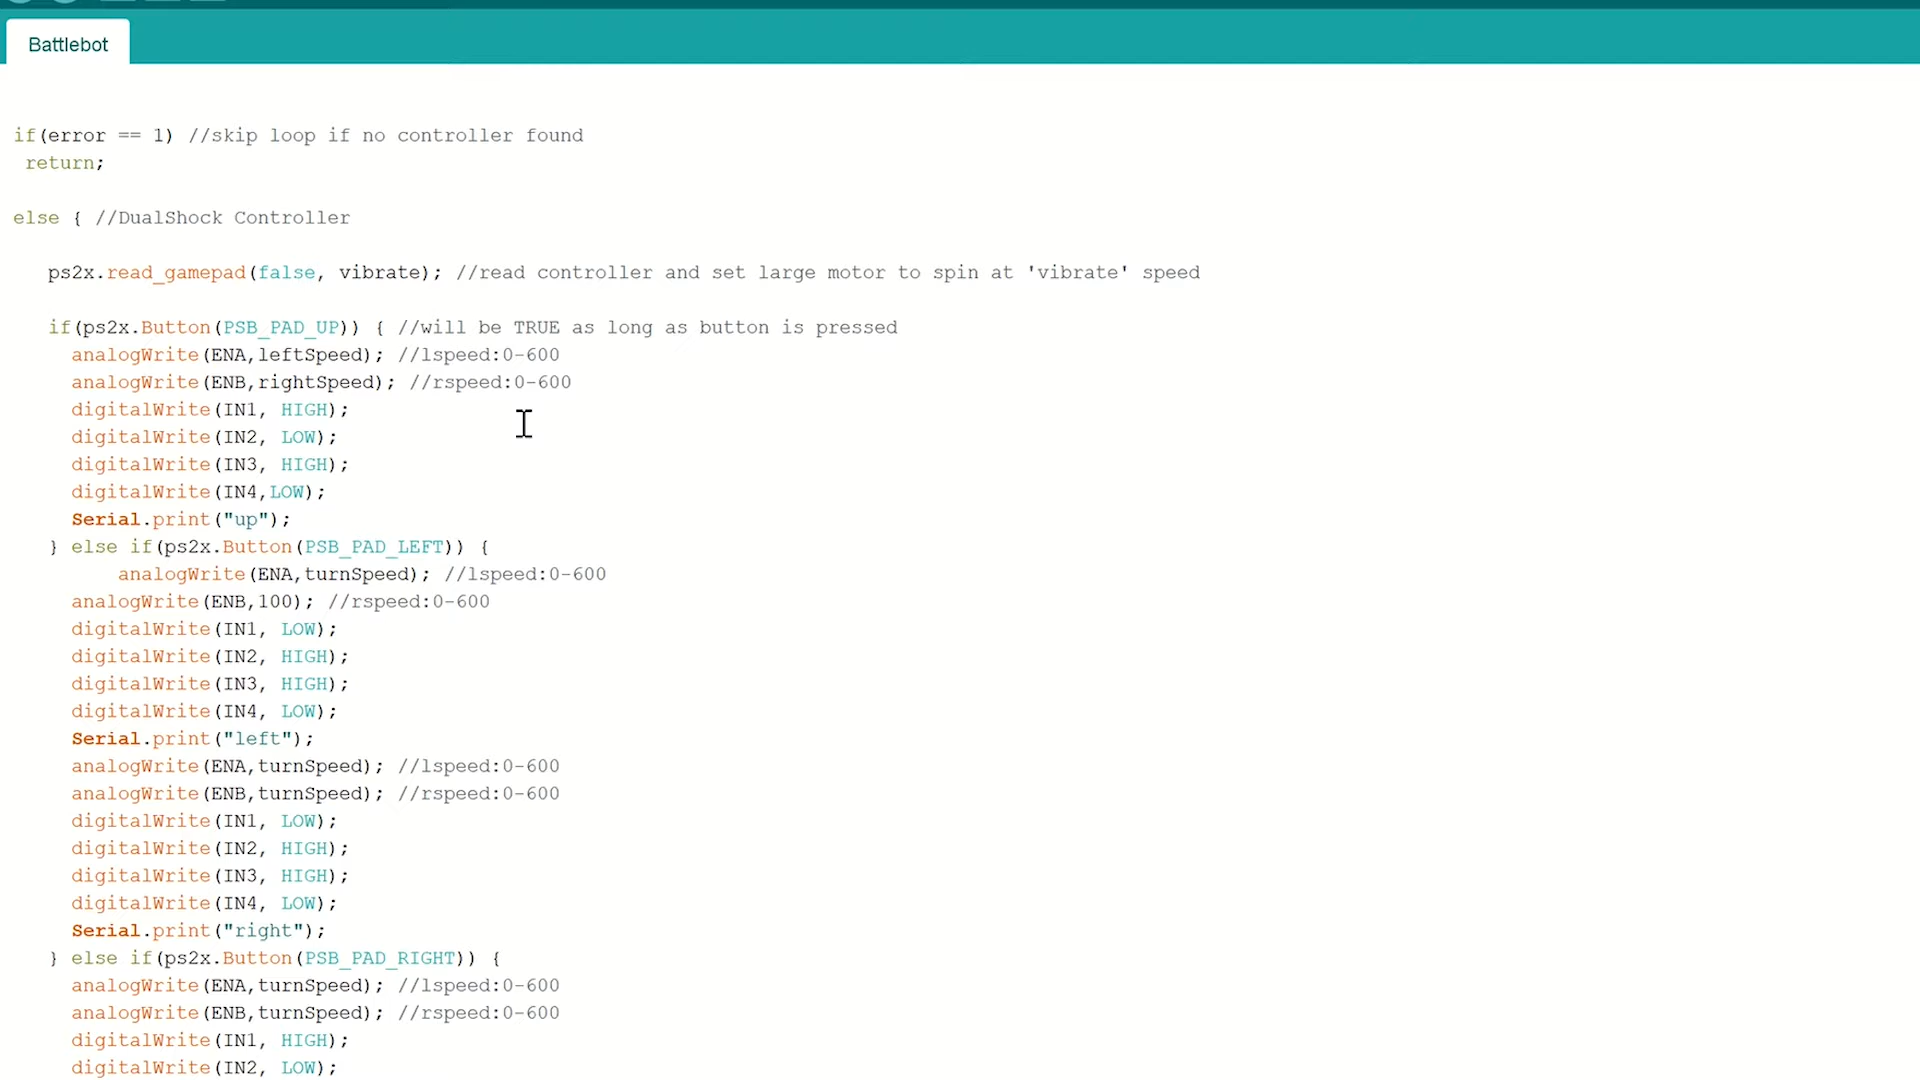 Battlebot
if(error == 1) //skip loop if no controller found
return;
else { //DualShock Controller
ps2x.read_gamepad(false, vibrate); //read controller and set large motor to spin at 'vibrate' speed
if(ps2x.Button(PSB_PAD_UP)) { //will be TRUE as long as button is pressed
analogWrite(ENA,leftSpeed); //lspeed:0-600
analogWrite(ENB,rightSpeed); //rspeed:0-600
digitalWrite(IN1, HIGH);
digitalWrite(IN2, LOW);
digitalWrite(IN3, HIGH);
digitalWrite(IN4,LOW);
Serial.print("up");
} else if(ps2x.Button(PSB_PAD_LEFT)) {
analogWrite(ENA,turnSpeed); //lspeed:0-600
analogWrite(ENB,100); //rspeed:0-600
digitalWrite(IN1, LOW);
digitalWrite(IN2, HIGH);
digitalWrite(IN3, HIGH);
digitalWrite(IN4, LOW);
Serial.print("left");
analogWrite(ENA,turnSpeed); //lspeed:0-600
analogWrite(ENB,turnSpeed); //rspeed:0-600
digitalWrite(IN1, LOW);
digitalWrite(IN2, HIGH);
digitalWrite(IN3, HIGH);
digitalWrite(IN4, LOW);
Serial.print("right");
} else if(ps2x.Button(PSB_PAD_RIGHT)) {
analogWrite(ENA,turnSpeed); //lspeed:0-600
analogWrite(ENB,turnSpeed); //rspeed:0-600
digitalWrite(IN1, HIGH);
digitalWrite(IN2, LOW);